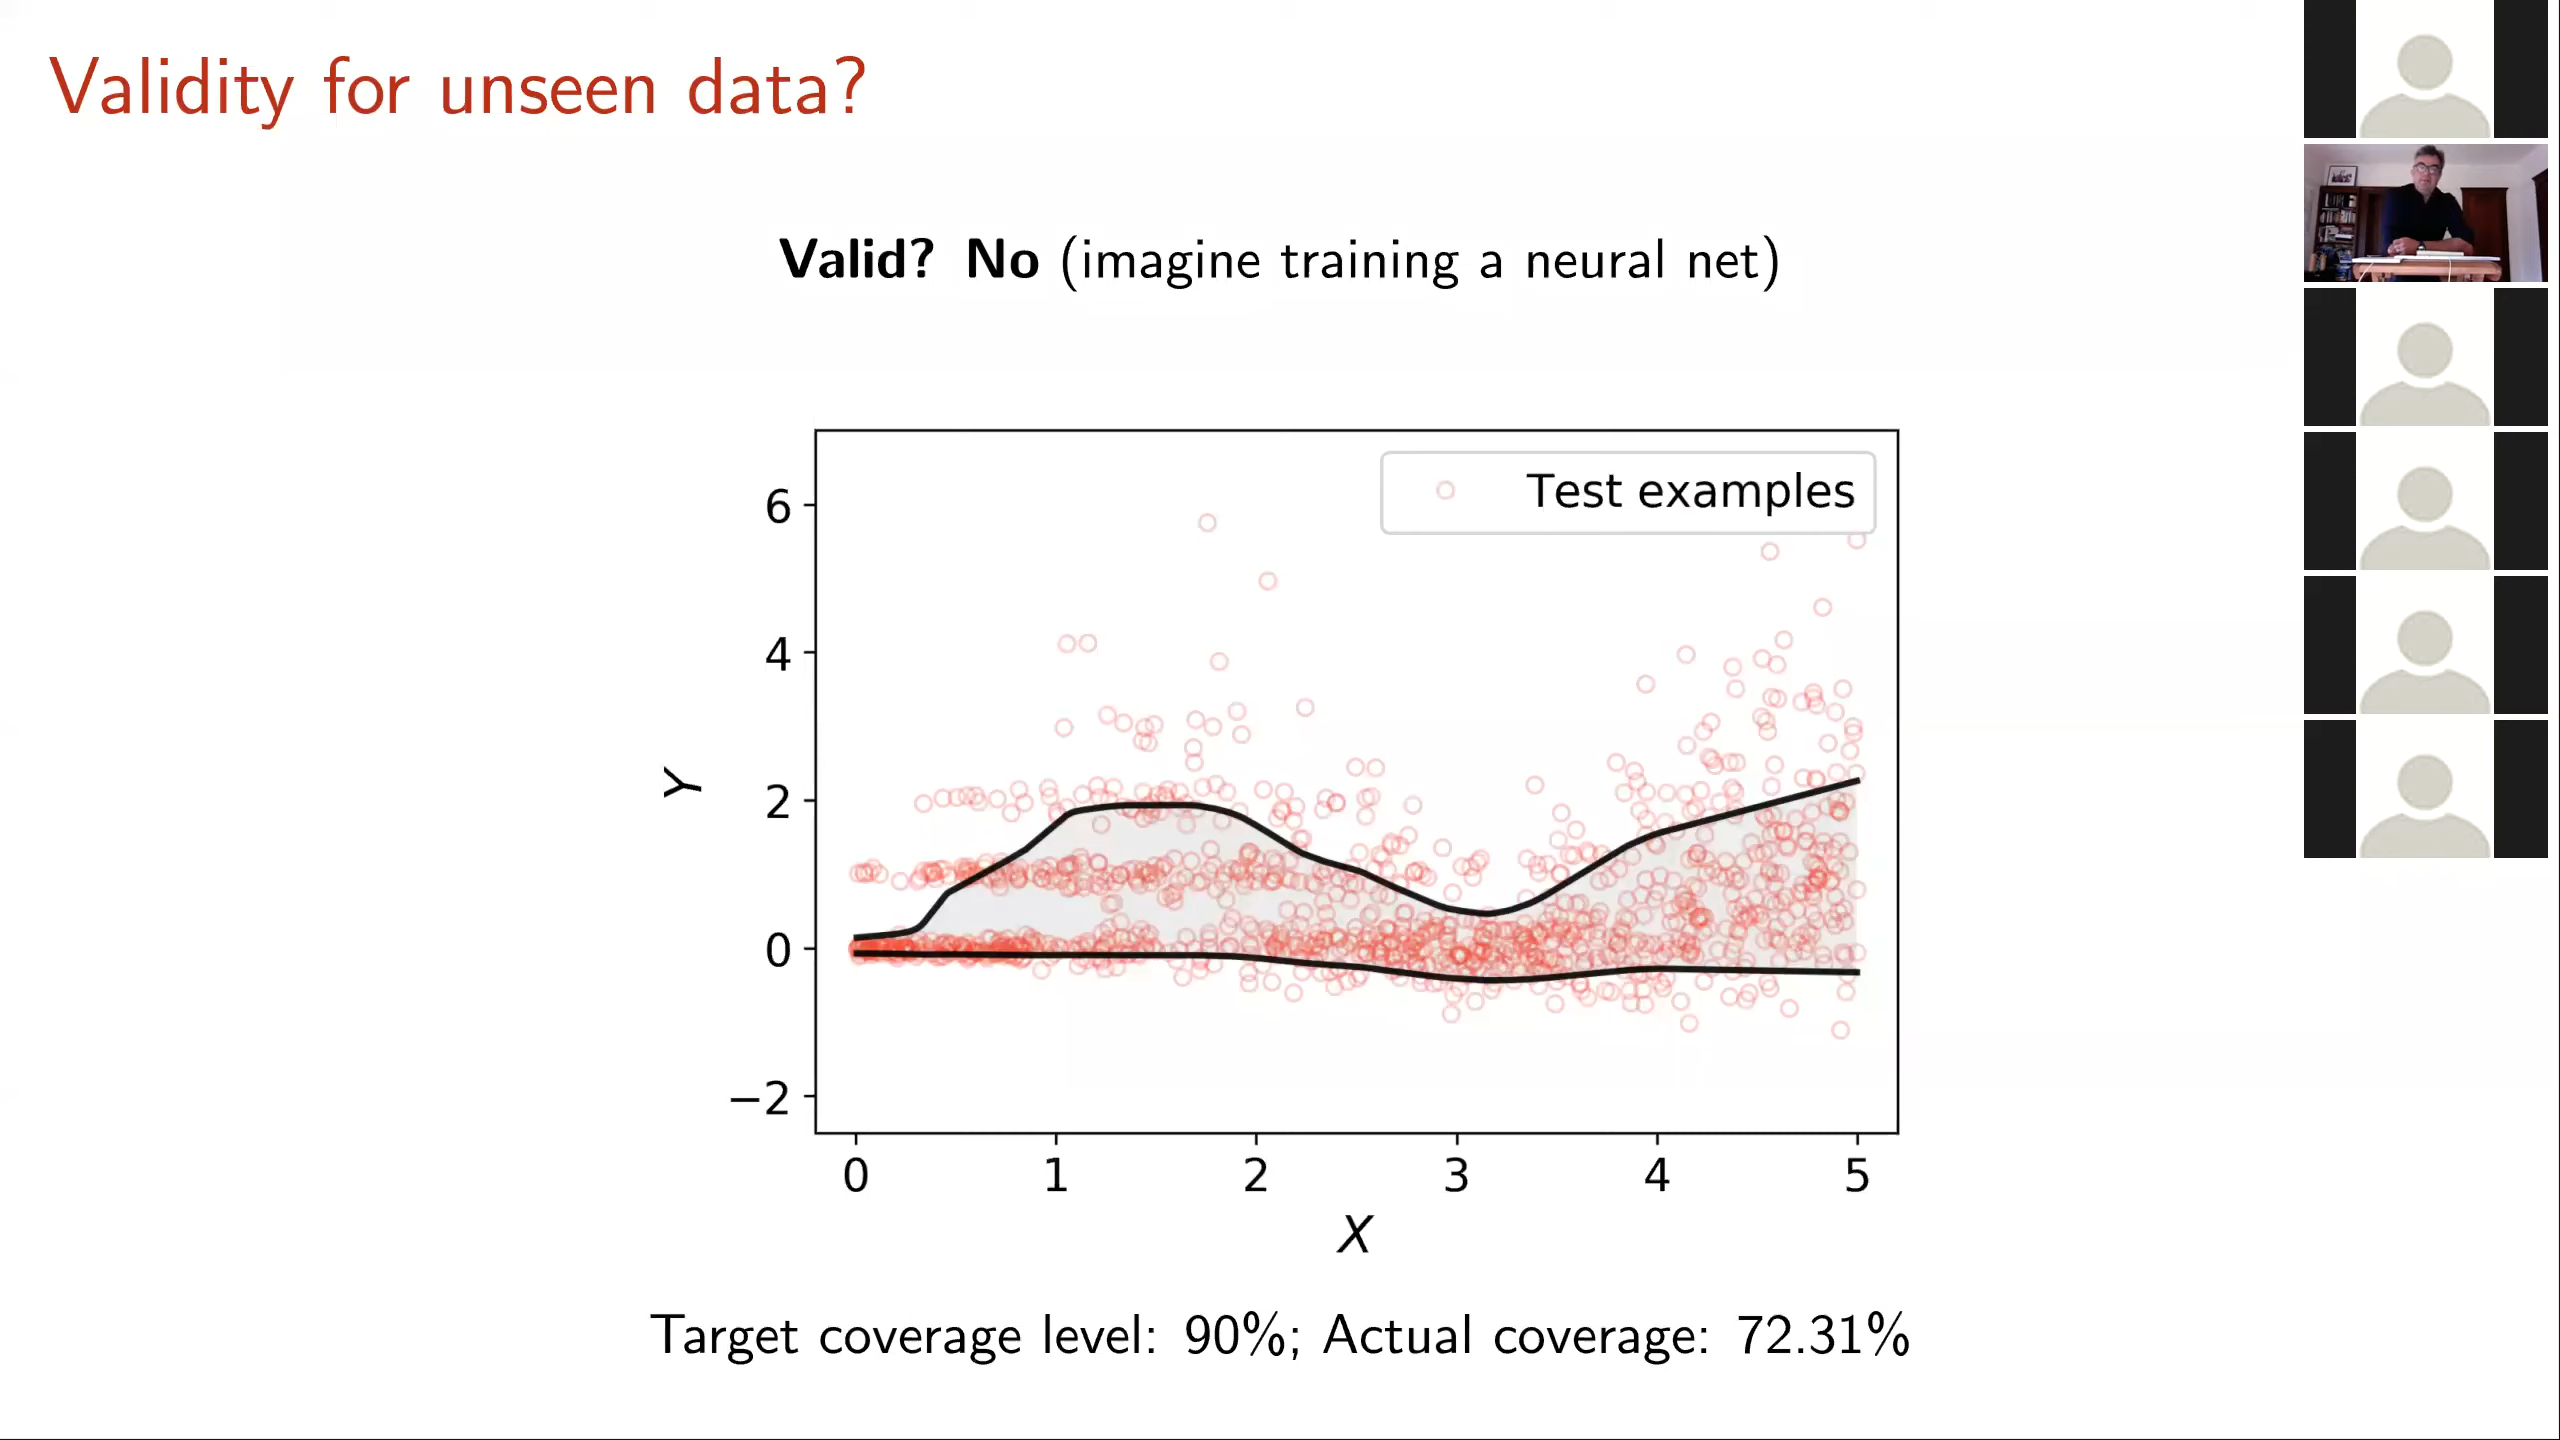 Validity for unseen data?
Valid? No (imagine training a neural net)
Test examples
6
4
2
0
−2
Y
0 1 2 3 4 5
X
Target coverage level: 90%; Actual coverage: 72.31%